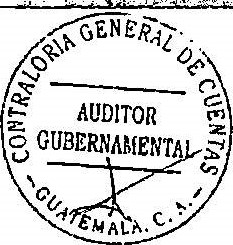 CONTRALORIA GENERAL DE CUENTAS
AUDITOR
GUBERNAMENTAL
- GUATEMALA, C. A. -